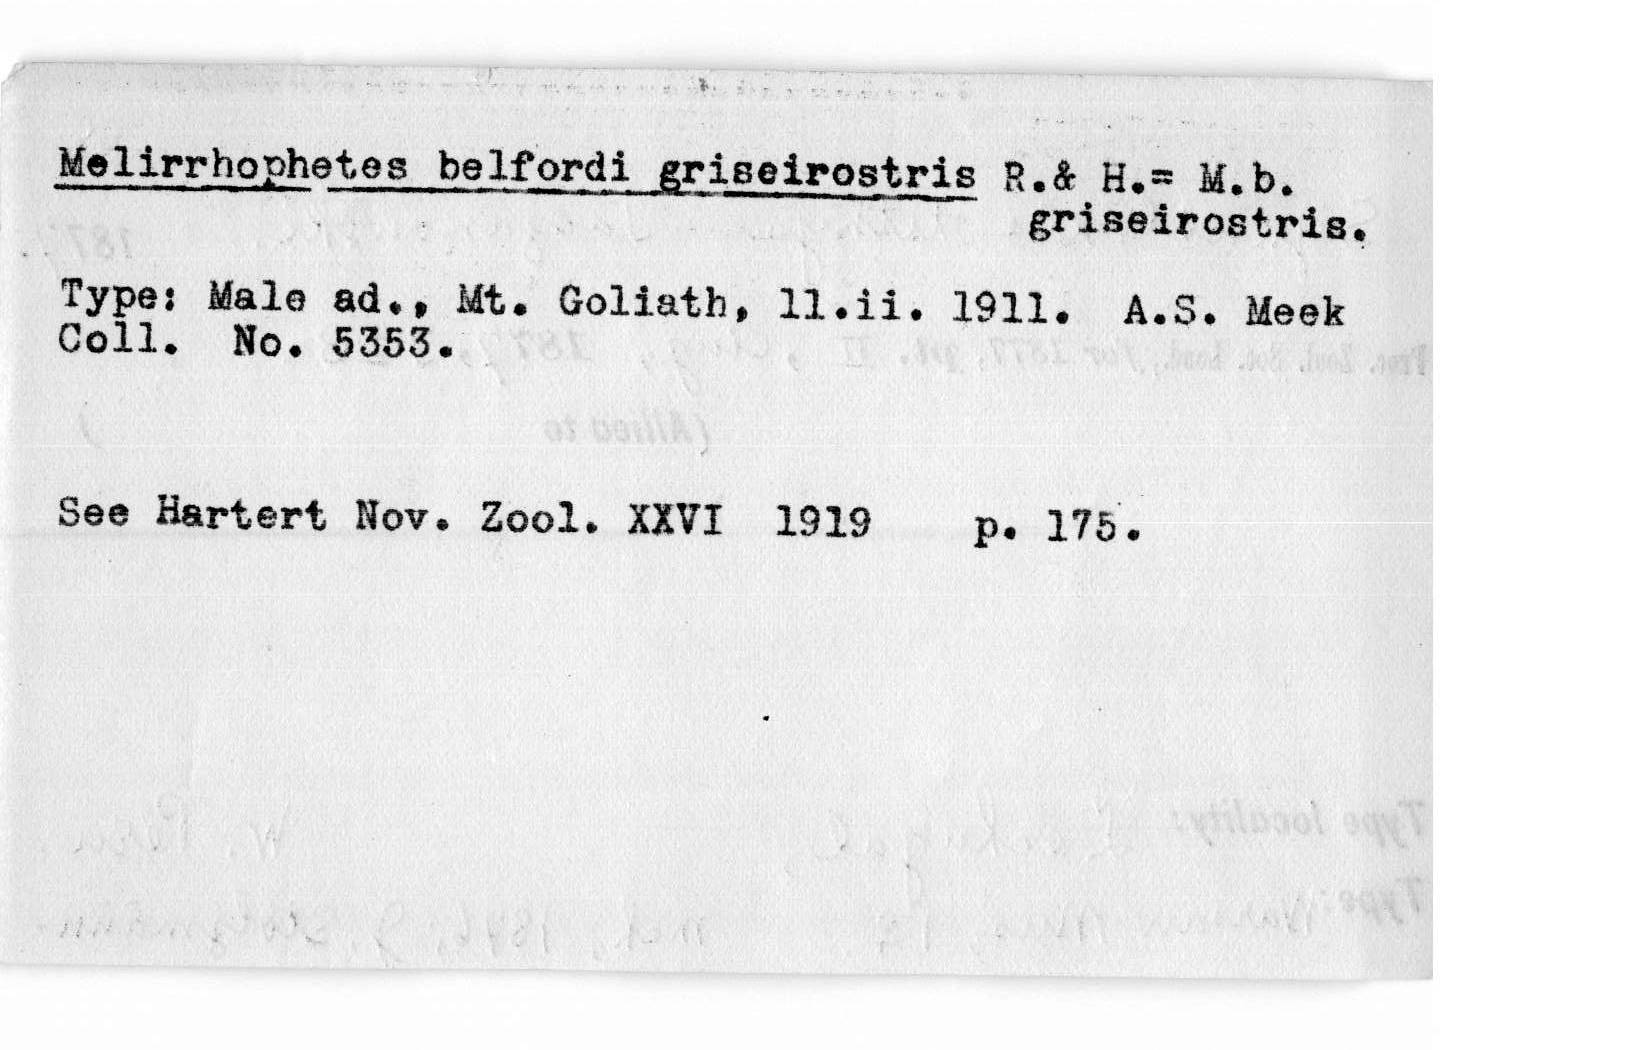 Melirrhophetes belfordi griseirostris R.& H.= M.b.
griseirostris.
Type: Male ad., Mt. Goliath, 11.ii. 1911. A.S. Meek
Coll. No. 5353.
See Hartert Nov. Zool. XXVI 1919 p. 175.